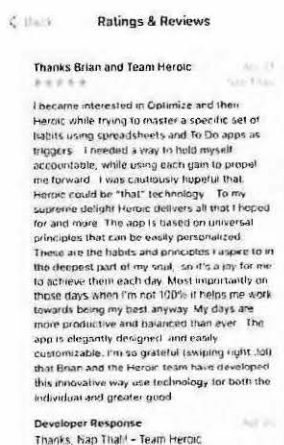 Back
Ratings & Reviews
Thanks Brian and Team Heroic
I became interested in Optimize and then
Heroic while trying to master a specific set of
habits using spreadsheets and To Do apps as
triggers. I needed a way to hold myself
accountable, while using each gain to propel
me forward. I was cautiously hopeful that
Heroic could be "that" technology. To my
supreme delight Heroic delivers all that I hoped
for and more. The app is based on universal
principles that can be easily personalized.
These are the habits and principles I aspire to in
the deepest part of my soul, so it's a joy for me
to achieve them each day. Most importantly on
those days when I'm not 100% it helps me work
towards being my best anyway. My days are
more productive and balanced than ever. The
app is elegantly designed and easily
customizable. I'm so grateful (swiping right :lol)
that Brian and the Heroic team have developed
this innovative way use technology for both the
individual and greater good.
Developer Response
Thanks, - Team Heroic